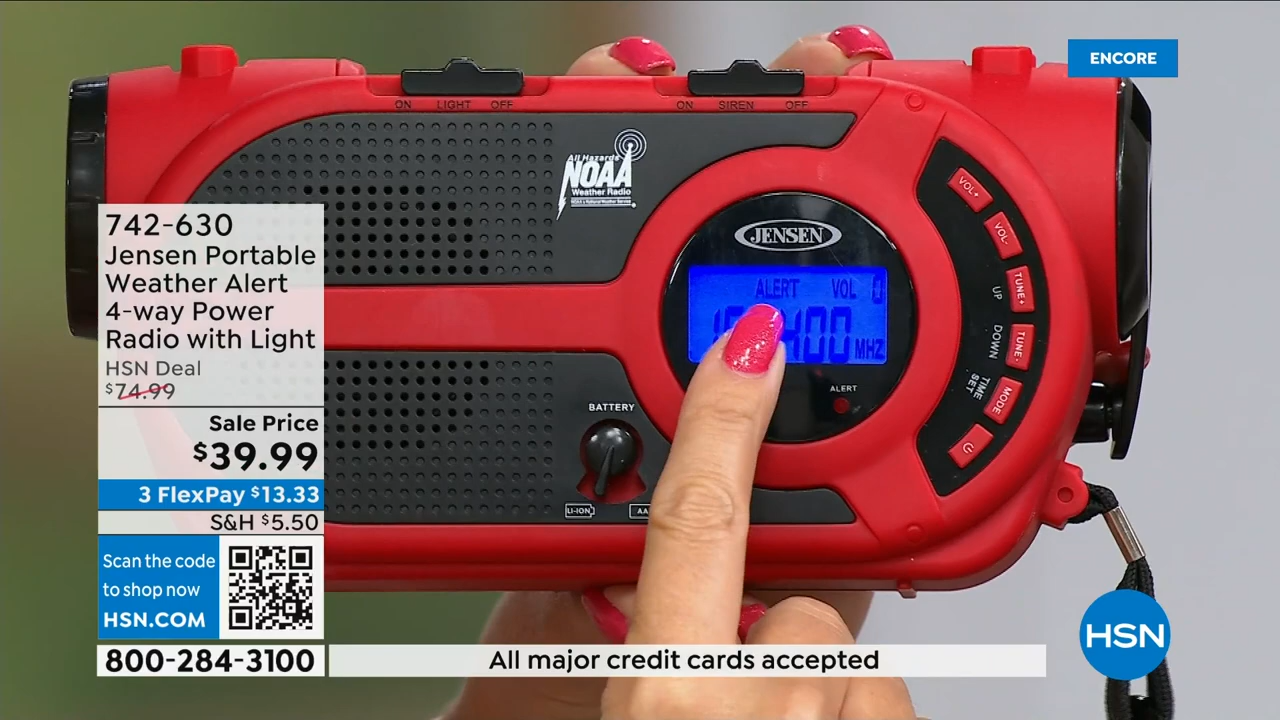 ENCORE
ON LIGHT OFF
ON SIREN OFF
All Hazards
NOAA
Weather Radio
JENSEN
ALERT VOL 0
400 MHZ
ALERT
VOL+
VOL-
TUNE+
UP
TUNE-
DOWN
MODE
TIME SET
BATTERY
LI-ION
AA
742-630
Jensen Portable
Weather Alert
4-way Power
Radio with Light
HSN Deal
$74.99
Sale Price
$39.99
3 FlexPay $13.33
S&H $5.50
Scan the code
to shop now
HSN.COM
800-284-3100
All major credit cards accepted
HSN